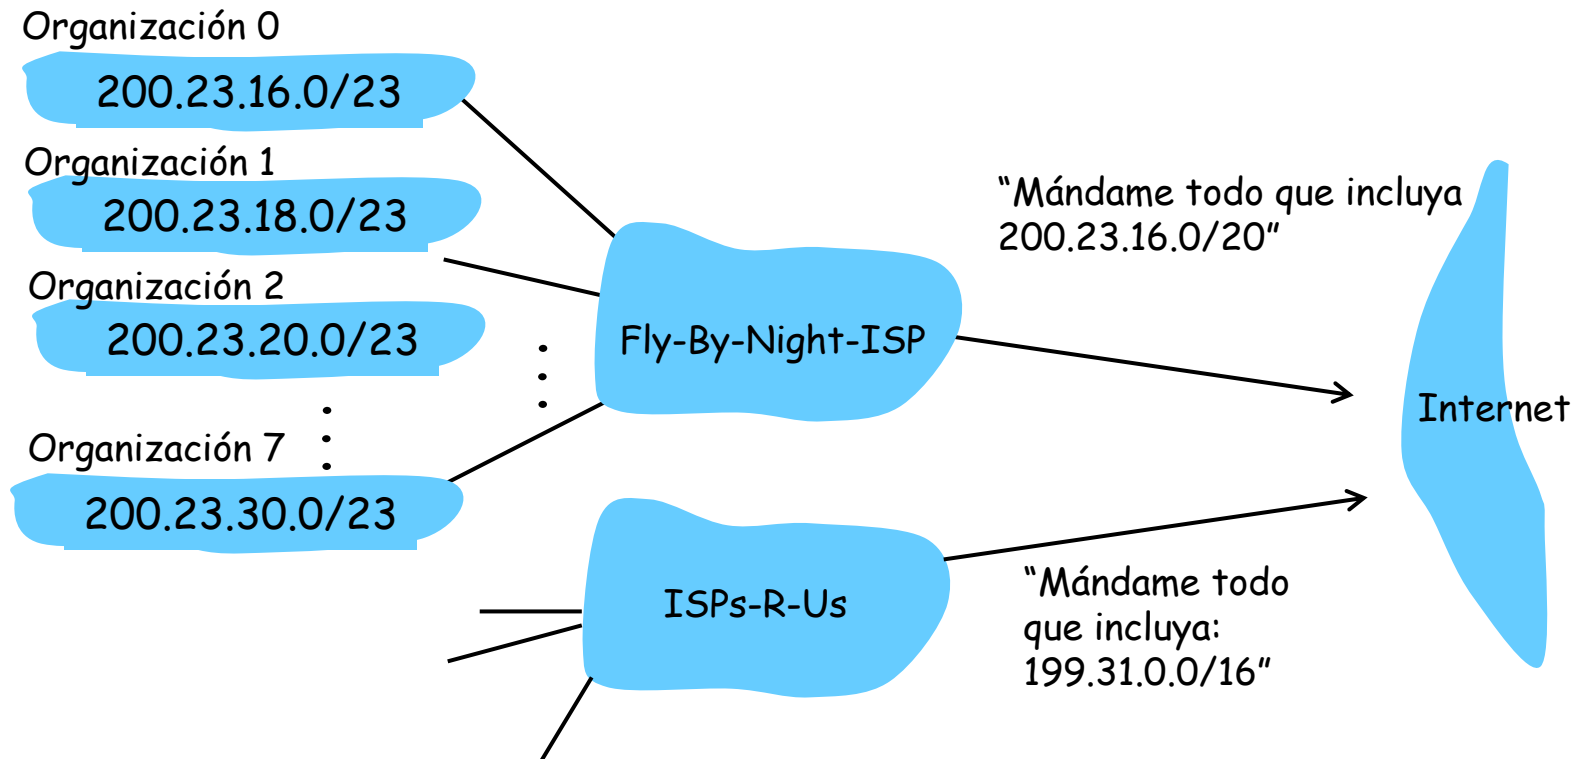 Organización 0
200.23.16.0/23
Organización 1
200.23.18.0/23
Organización 2
200.23.20.0/23
Organización 7
200.23.30.0/23
Fly-By-Night-ISP
“Mándame todo que incluya
200.23.16.0/20”
Internet
ISPs-R-Us
“Mándame todo
que incluya:
199.31.0.0/16”